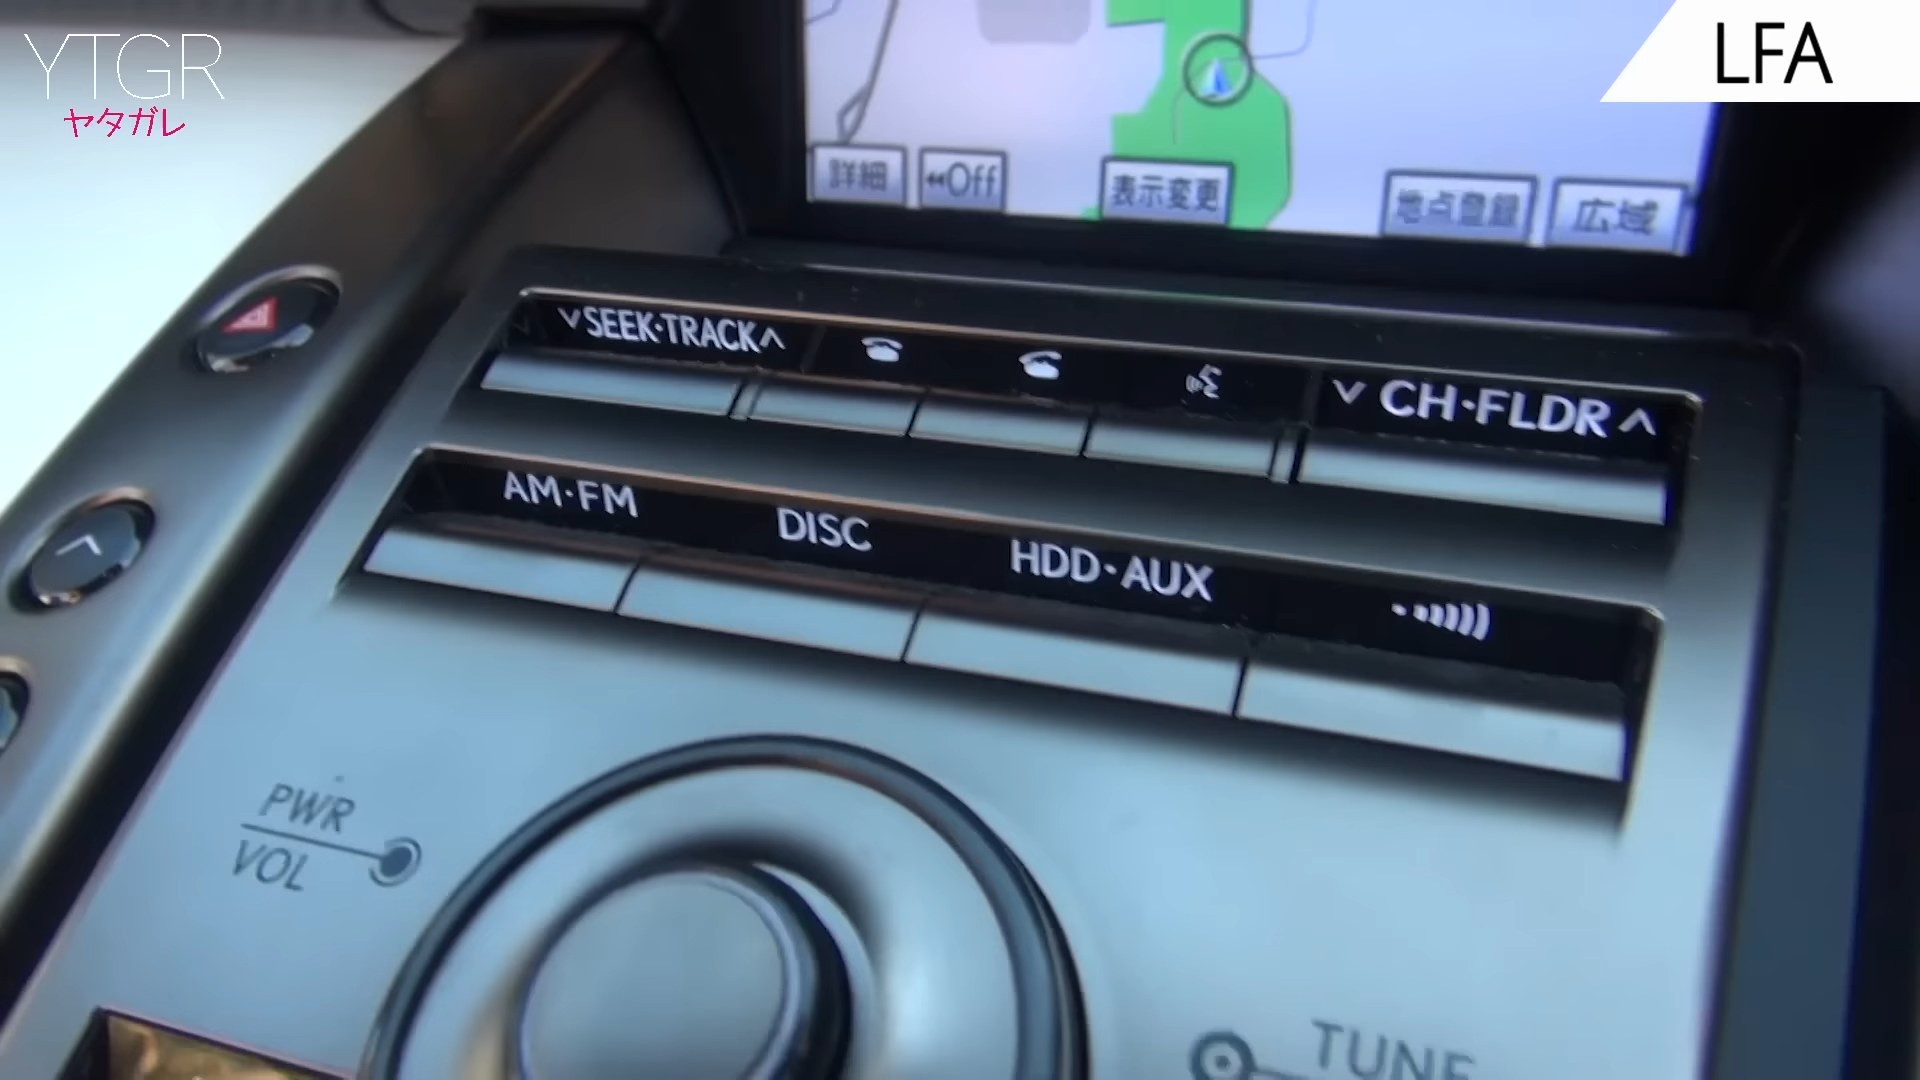 YTGR
ヤタガレ
LFA
詳細
◂◂Off
表示変更
地点登録
広域
∨SEEK·TRACK∧
∨ CH·FLDR ∧
AM·FM
DISC
HDD·AUX
PWR
VOL
TUNE